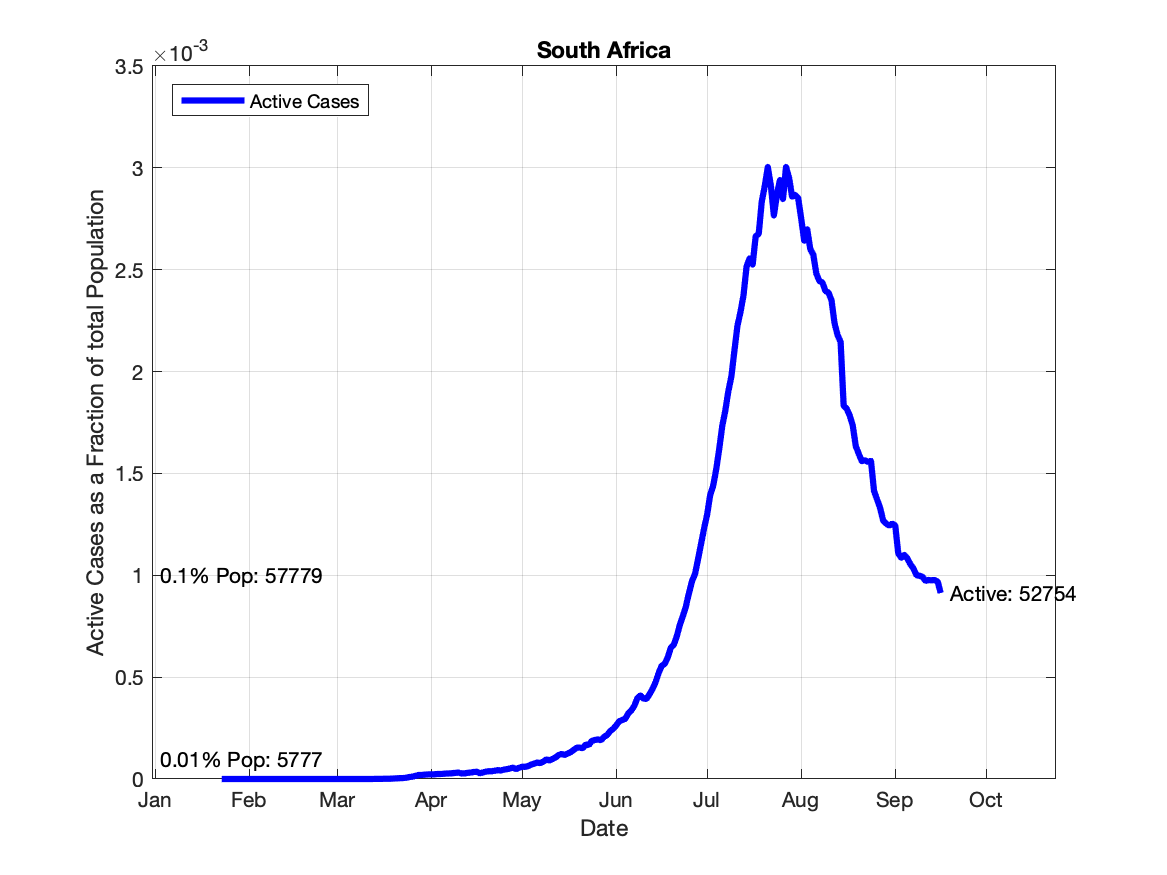 South Africa
×10-3
3.5
Active Cases
3
2.5
2
1.5
1
0.5
0
Active Cases as a Fraction of total Population
0.1% Pop: 57779
Active: 52754
0.01% Pop: 5777
Jan Feb Mar Apr May Jun Jul Aug Sep Oct
Date